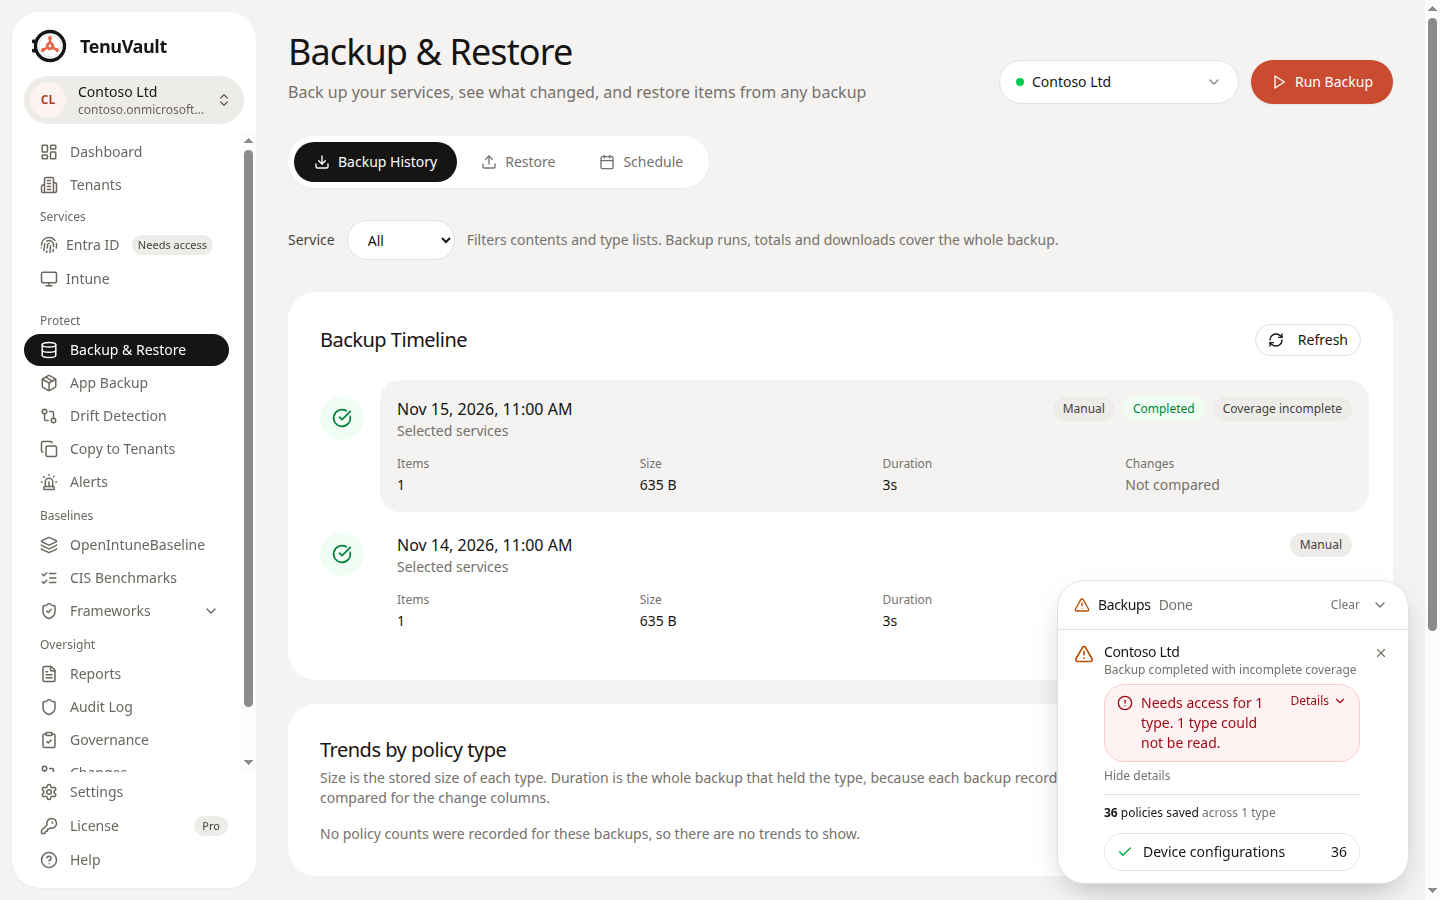 TenuVault
CL
Contoso Ltd
contoso.onmicrosoft...
Dashboard
Tenants
Services
Entra ID
Needs access
Intune
Protect
Backup & Restore
App Backup
Drift Detection
Copy to Tenants
Alerts
Baselines
OpenIntuneBaseline
CIS Benchmarks
Frameworks
Oversight
Reports
Audit Log
Governance
Changes
Settings
License
Pro
Help
Backup & Restore
Back up your services, see what changed, and restore items from any backup
Contoso Ltd
Run Backup
Backup History
Restore
Schedule
Service
All
Filters contents and type lists. Backup runs, totals and downloads cover the whole backup.
Backup Timeline
Refresh
Nov 15, 2026, 11:00 AM
Manual
Completed
Coverage incomplete
Selected services
Items
Size
Duration
Changes
1
635 B
3s
Not compared
Nov 14, 2026, 11:00 AM
Manual
Selected services
Items
Size
Duration
1
635 B
3s
Trends by policy type
Size is the stored size of each type. Duration is the whole backup that held the type, because each backup record
compared for the change columns.
No policy counts were recorded for these backups, so there are no trends to show.
Backups Done
Clear
Contoso Ltd
Backup completed with incomplete coverage
Needs access for 1
type. 1 type could
not be read.
Details
Hide details
36 policies saved across 1 type
Device configurations
36